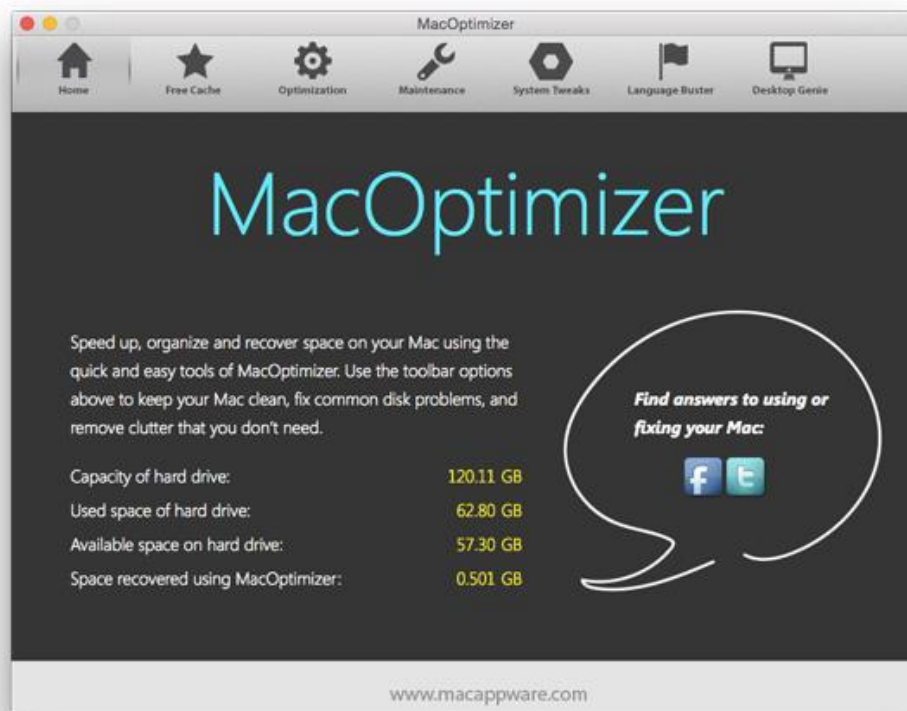 MacOptimizer
Home
Free Cache
Optimization
Maintenance
System Tweaks
Language Buster
Desktop Genie
MacOptimizer
Speed up, organize and recover space on your Mac using the
quick and easy tools of MacOptimizer. Use the toolbar options
above to keep your Mac clean, fix common disk problems, and
remove clutter that you don't need.
Capacity of hard drive: 120.11 GB
Used space of hard drive: 62.80 GB
Available space on hard drive: 57.30 GB
Space recovered using MacOptimizer: 0.501 GB
Find answers to using or
fixing your Mac:
f t
www.macappware.com